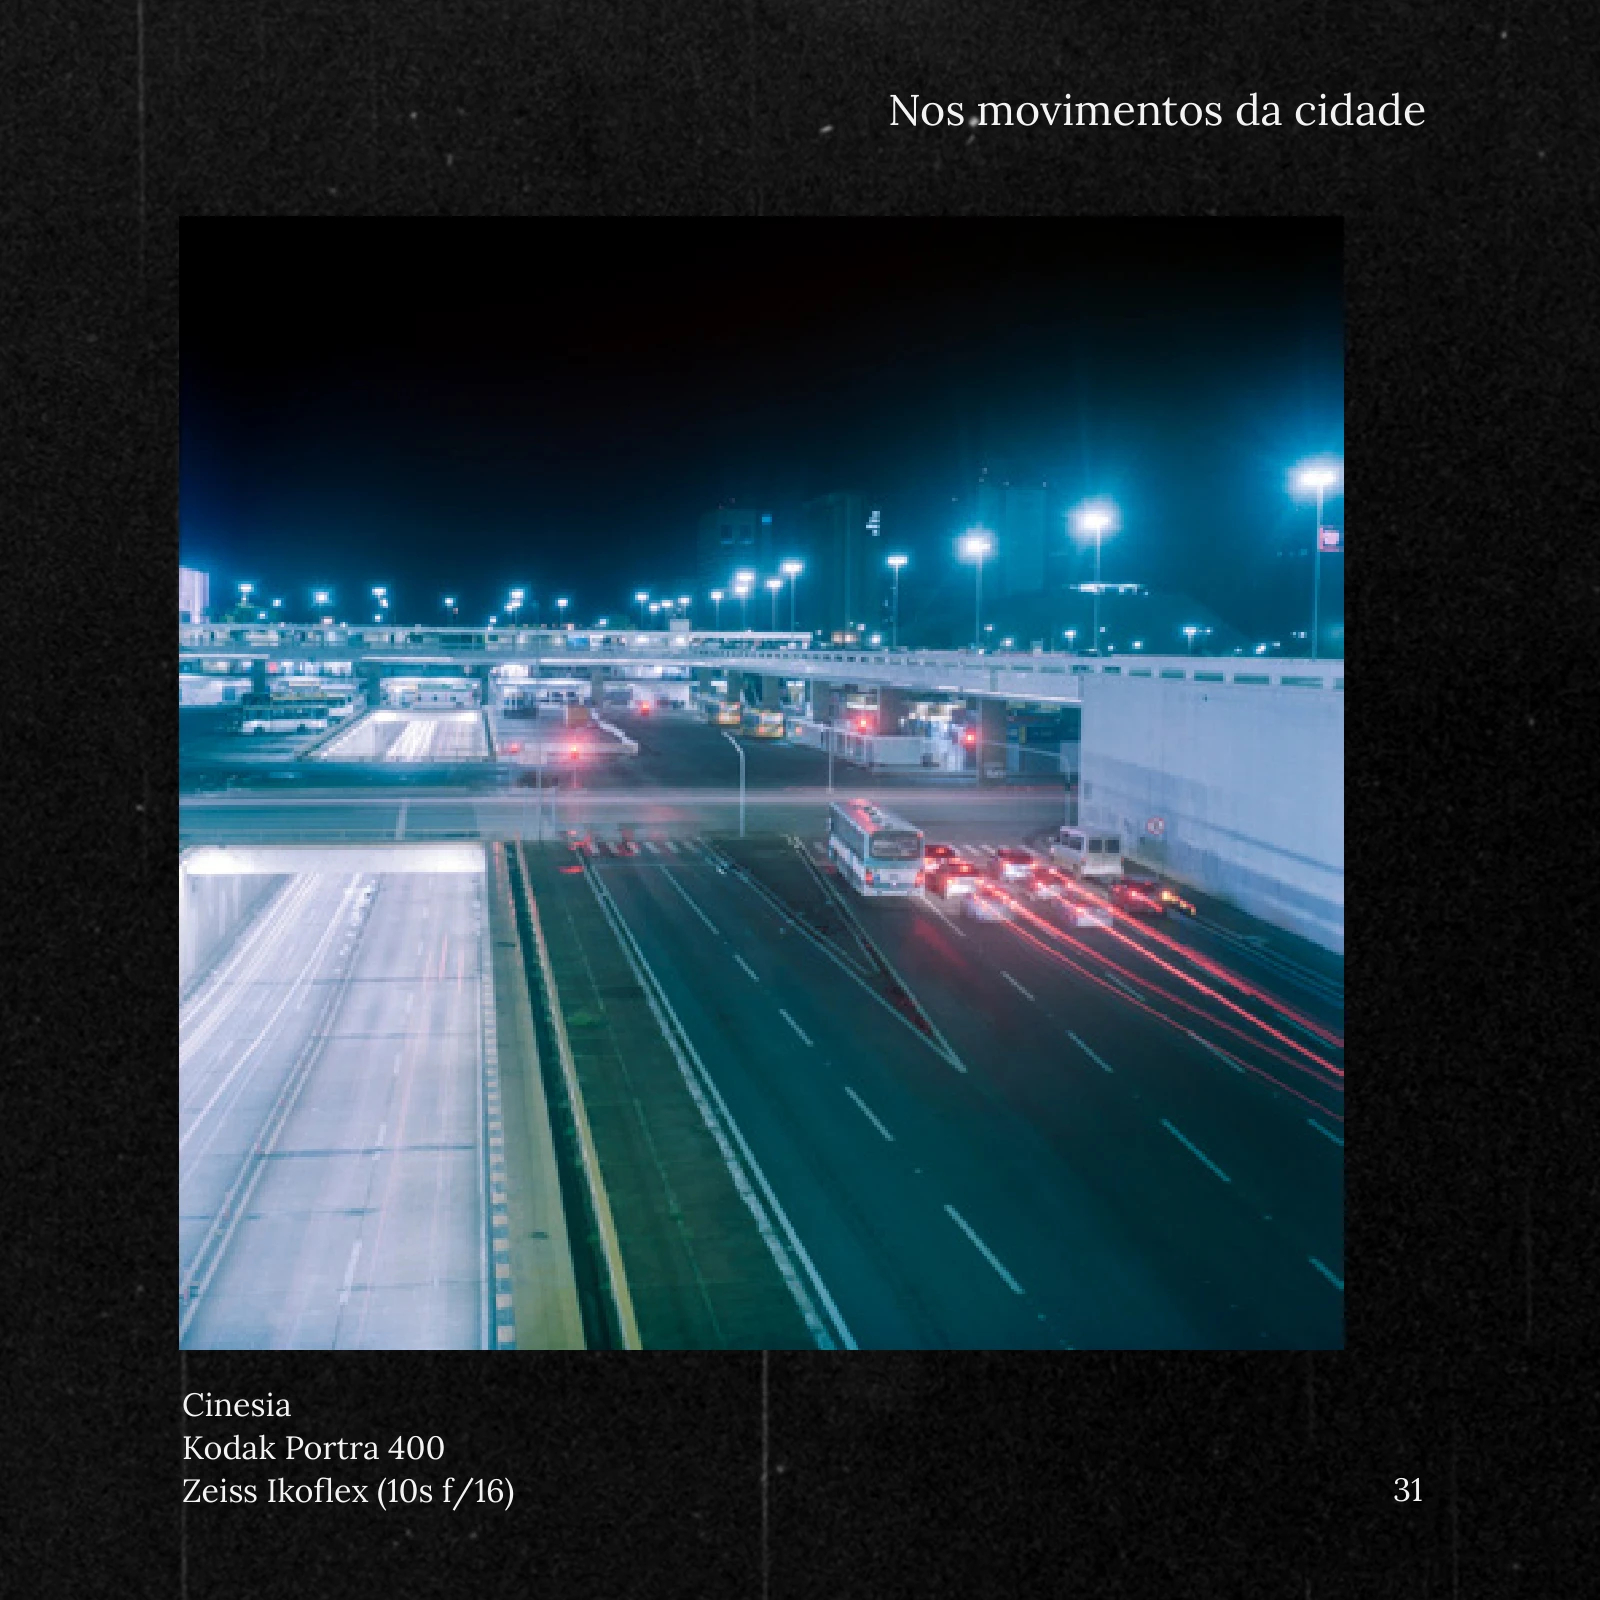 Nos movimentos da cidade
Cinesia
Kodak Portra 400
Zeiss Ikoflex (10s f/16)
31